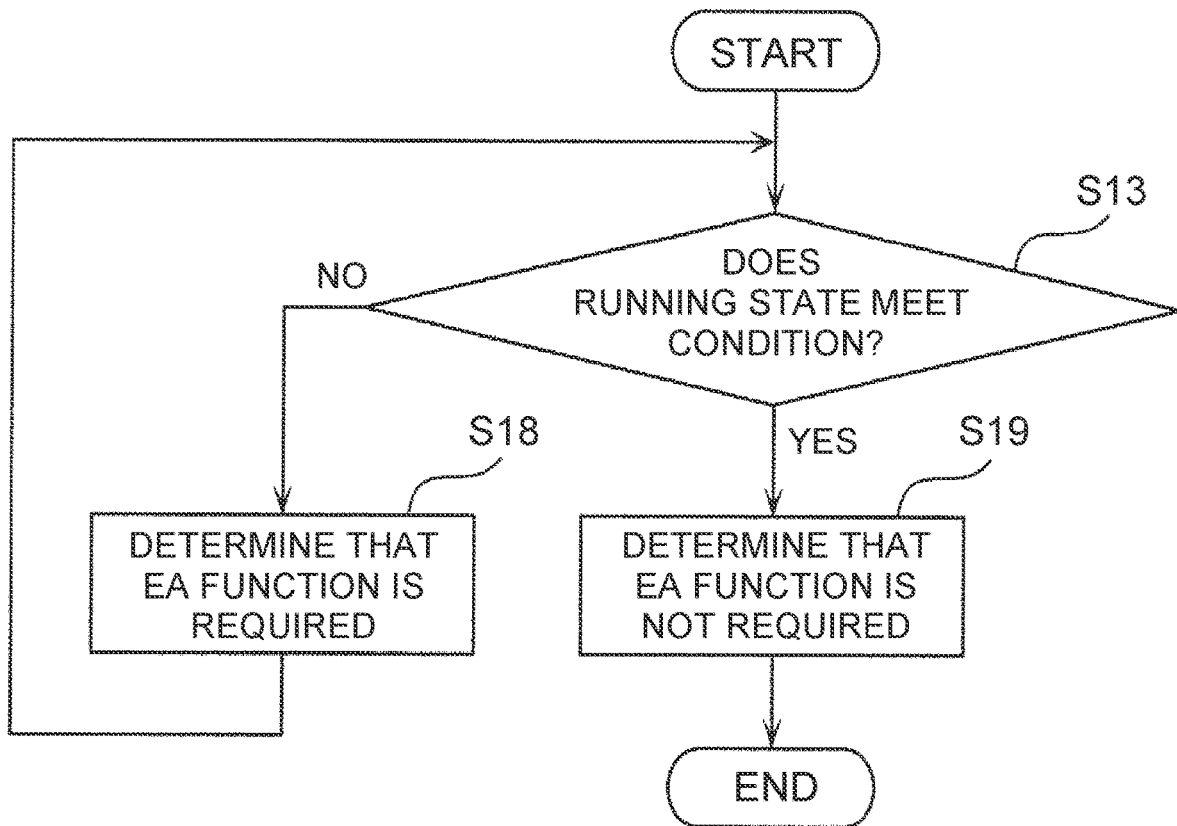 START
S13
DOES
RUNNING STATE MEET
CONDITION?
NO
YES
S18
S19
DETERMINE THAT
EA FUNCTION IS
REQUIRED
DETERMINE THAT
EA FUNCTION IS
NOT REQUIRED
END